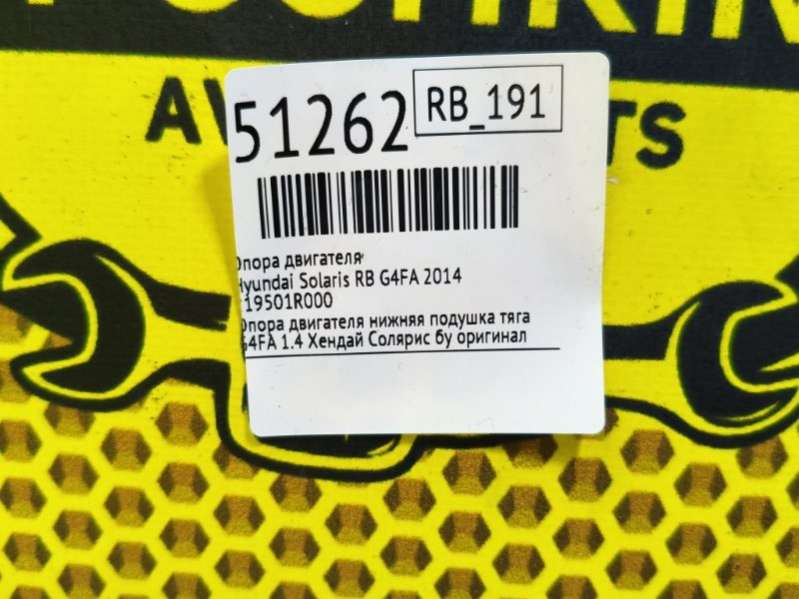 51262
RB_191
Опора двигателя
Hyundai Solaris RB G4FA 2014
19501R000
Опора двигателя нижняя подушка тяга
G4FA 1.4 Хендай Солярис бу оригинал